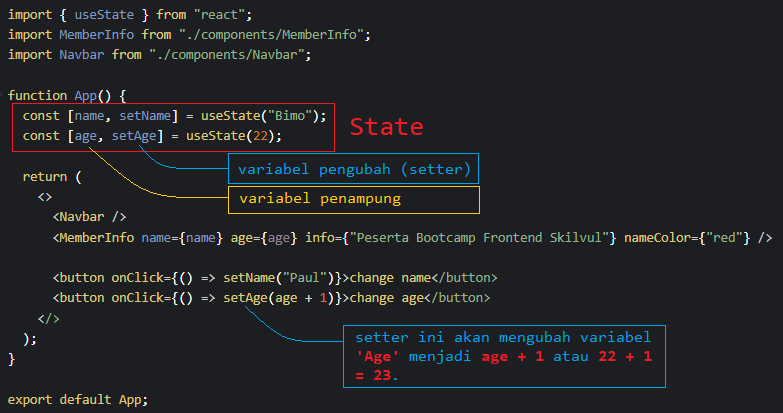 import { useState } from "react";
import MemberInfo from "./components/MemberInfo";
import Navbar from "./components/Navbar";
function App() {
const [name, setName] = useState("Bimo");
const [age, setAge] = useState(22);
State
variabel pengubah (setter)
variabel penampung
return (
<>
<Navbar />
<MemberInfo name={name} age={age} info={"Peserta Bootcamp Frontend Skilvul"} nameColor={"red"} />
<button onClick={() => setName("Paul")}>change name</button>
<button onClick={() => setAge(age + 1)}>change age</button>
</>
);
}
setter ini akan mengubah variabel
'Age' menjadi age + 1 atau 22 + 1
= 23.
export default App;